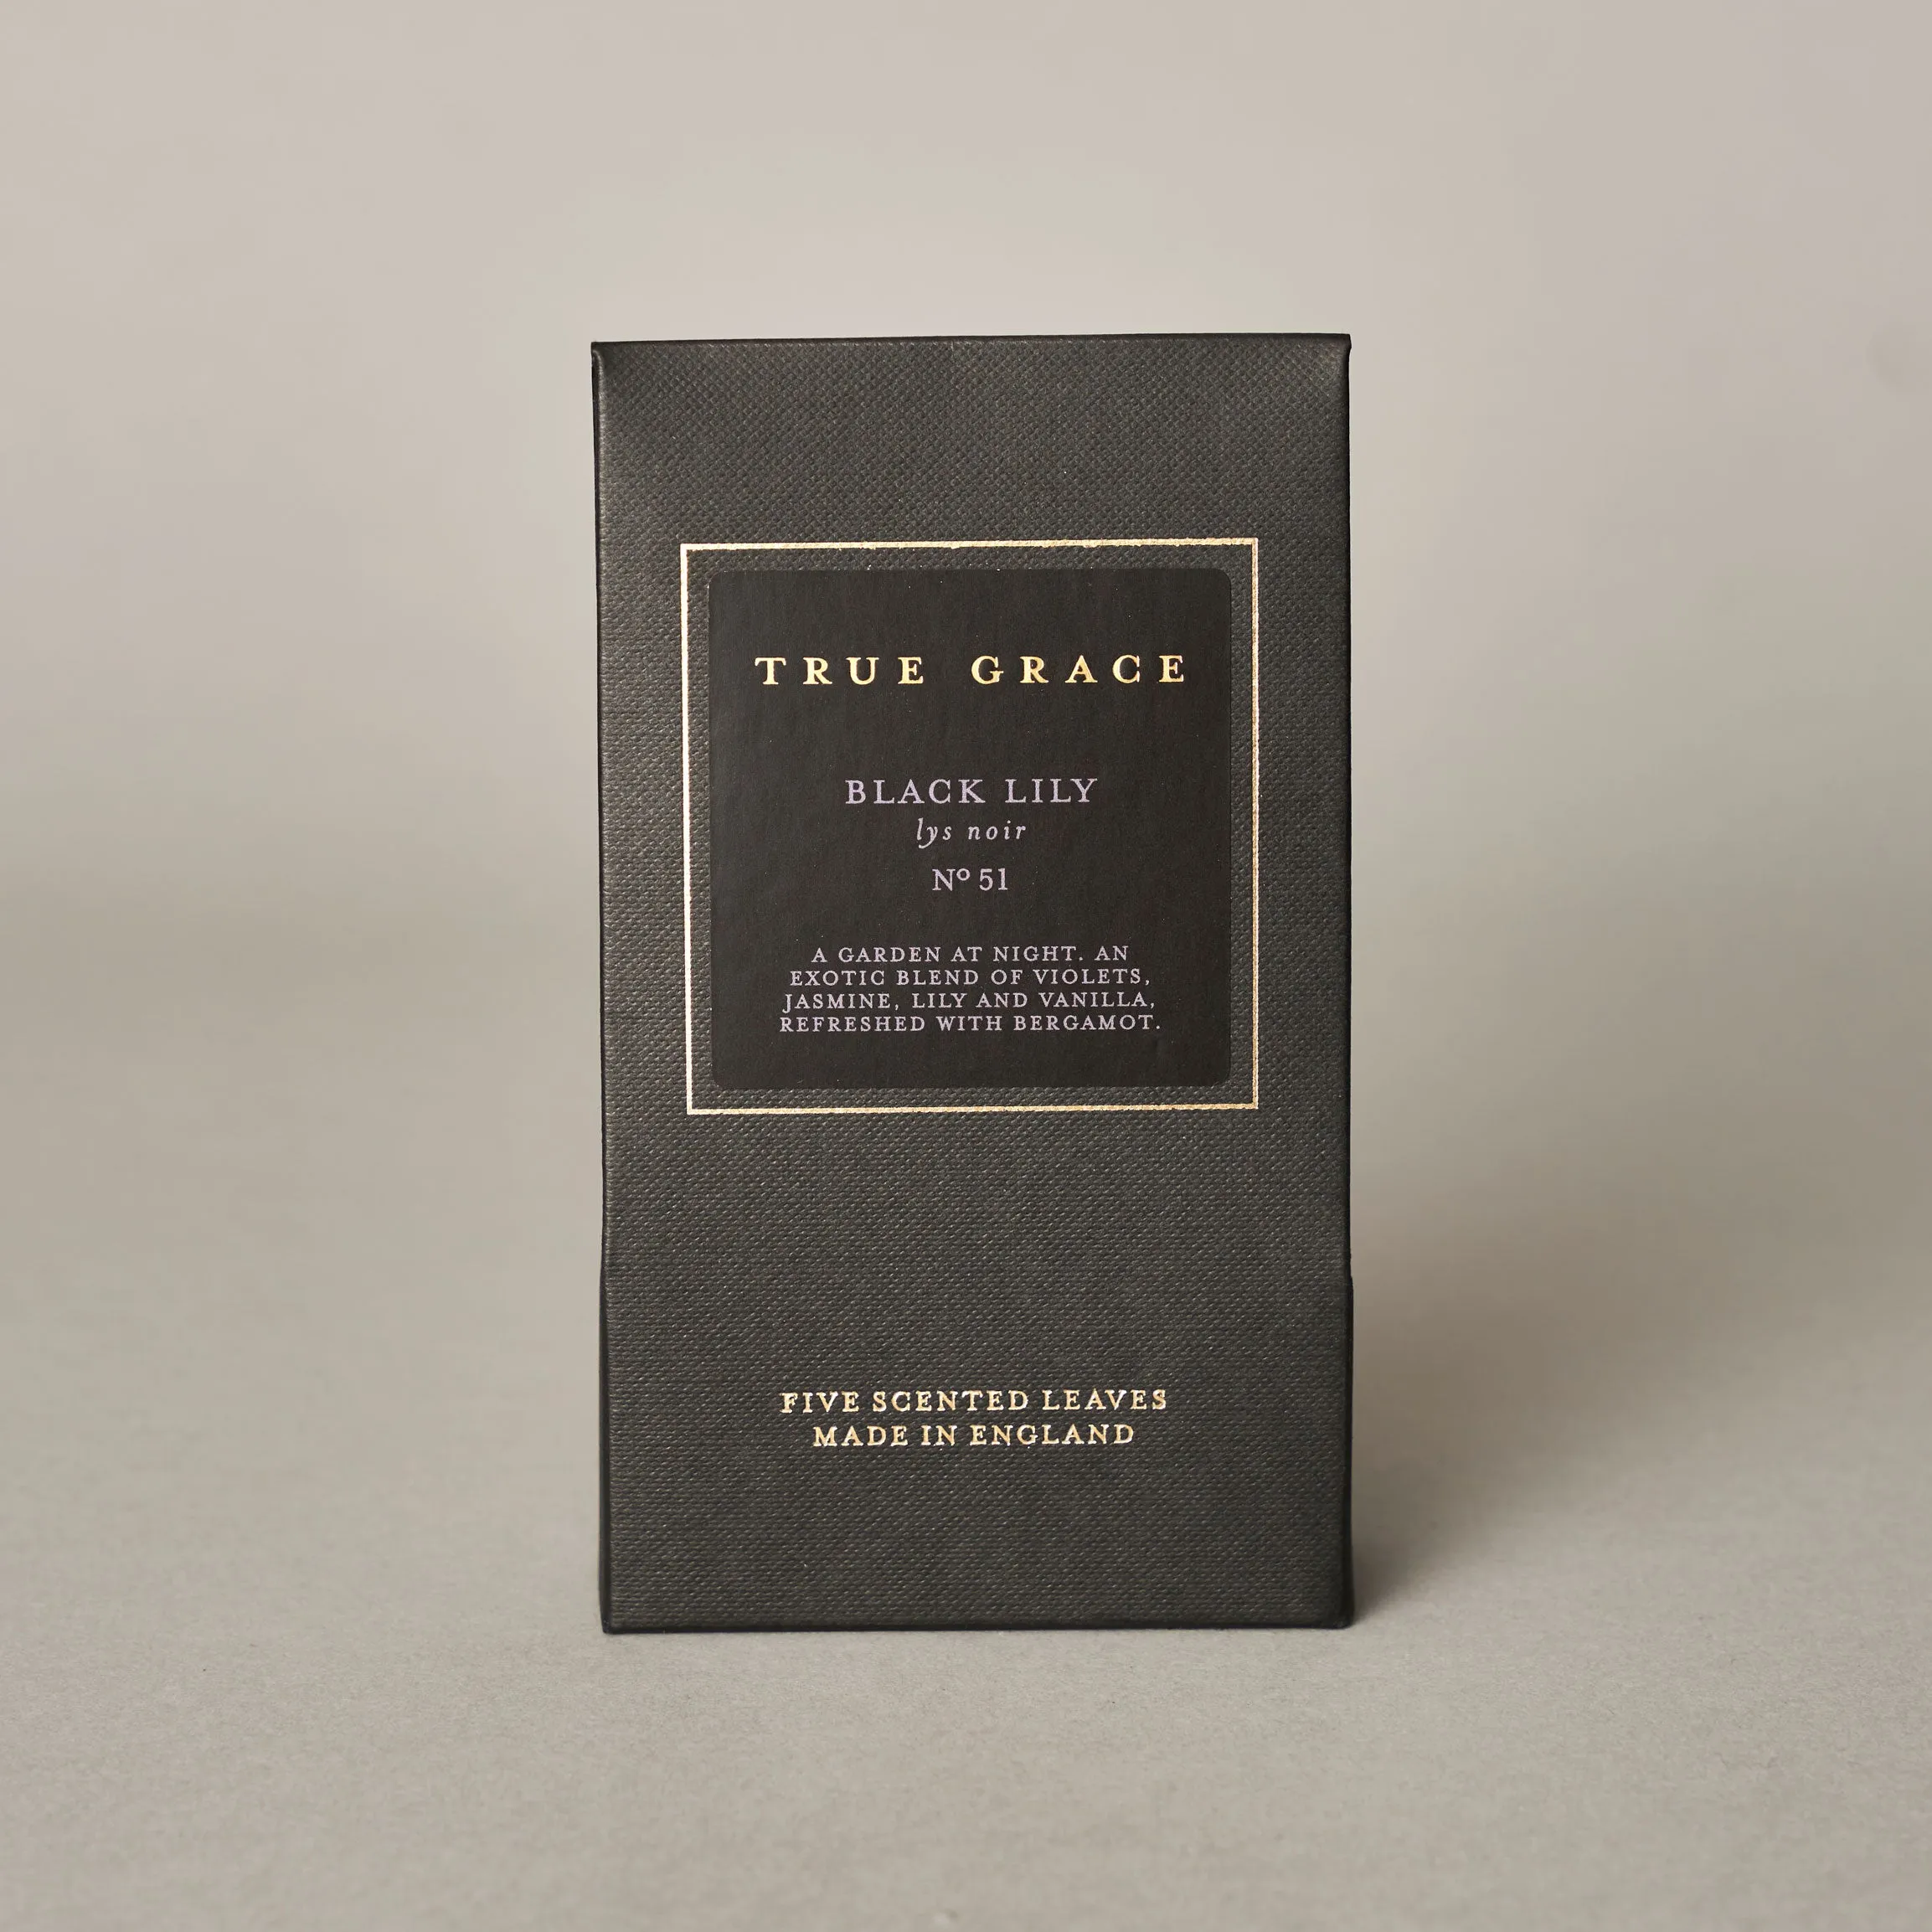 TRUE GRACE
BLACK LILY
lys noir
Nº 51
A GARDEN AT NIGHT. AN
EXOTIC BLEND OF VIOLETS,
JASMINE, LILY AND VANILLA,
REFRESHED WITH BERGAMOT.
FIVE SCENTED LEAVES
MADE IN ENGLAND